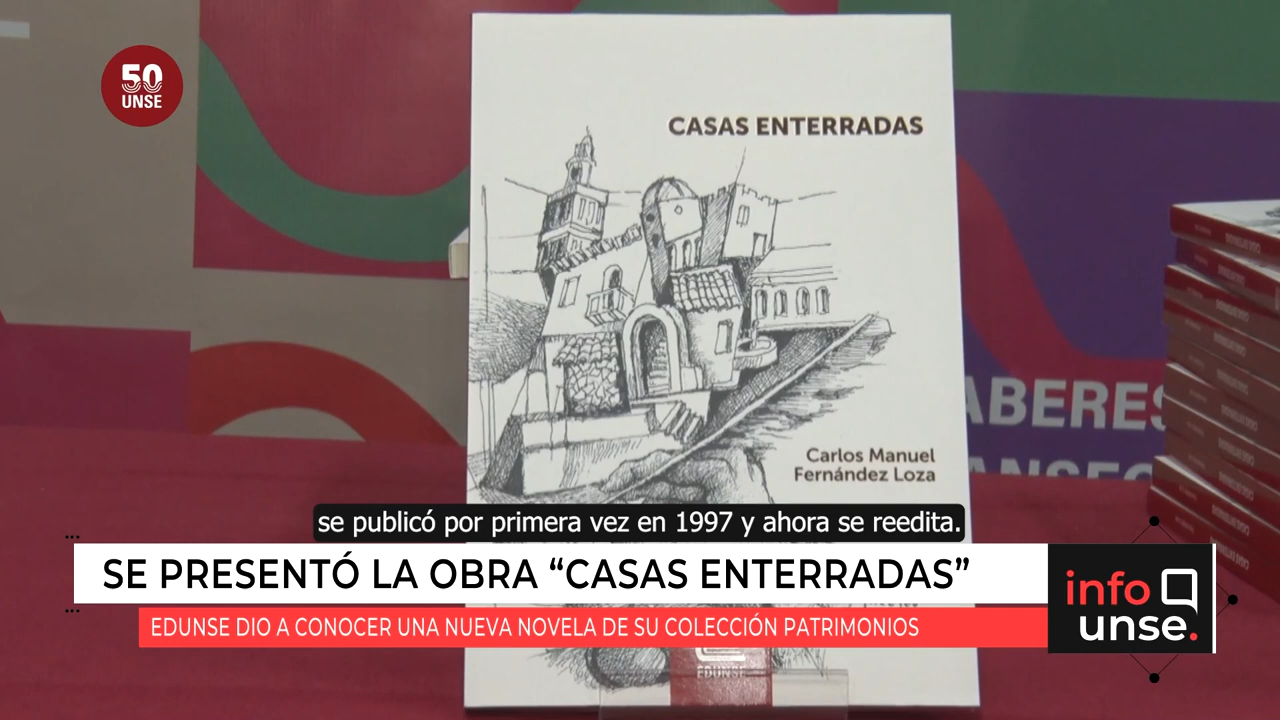 50
UNSE
CASAS ENTERRADAS
Carlos Manuel
Fernández Loza
ABERES
se publicó por primera vez en 1997 y ahora se reedita.
SE PRESENTÓ LA OBRA “CASAS ENTERRADAS”
EDUNSE DIO A CONOCER UNA NUEVA NOVELA DE SU COLECCIÓN PATRIMONIOS
info
unse.
EDUNSE